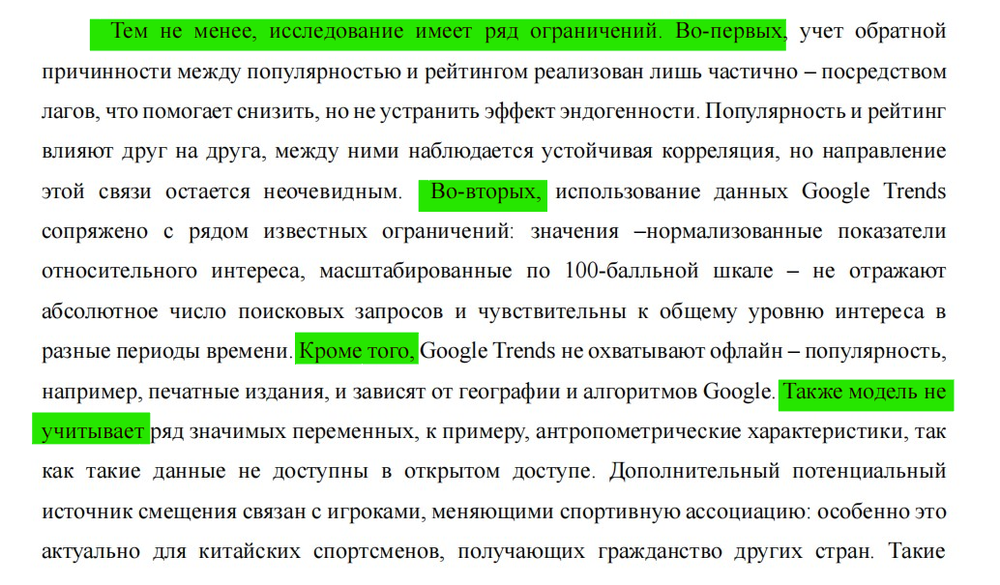 Тем не менее, исследование имеет ряд ограничений. Во-первых, учет обратной
причинности между популярностью и рейтингом реализован лишь частично – посредством
лагов, что помогает снизить, но не устранить эффект эндогенности. Популярность и рейтинг
влияют друг на друга, между ними наблюдается устойчивая корреляция, но направление
этой связи остается неочевидным. Во-вторых, использование данных Google Trends
сопряжено с рядом известных ограничений: значения –нормализованные показатели
относительного интереса, масштабированные по 100-балльной шкале – не отражают
абсолютное число поисковых запросов и чувствительны к общему уровню интереса в
разные периоды времени. Кроме того, Google Trends не охватывают офлайн – популярность,
например, печатные издания, и зависят от географии и алгоритмов Google. Также модель не
учитывает ряд значимых переменных, к примеру, антропометрические характеристики, так
как такие данные не доступны в открытом доступе. Дополнительный потенциальный
источник смещения связан с игроками, меняющими спортивную ассоциацию: особенно это
актуально для китайских спортсменов, получающих гражданство других стран. Такие